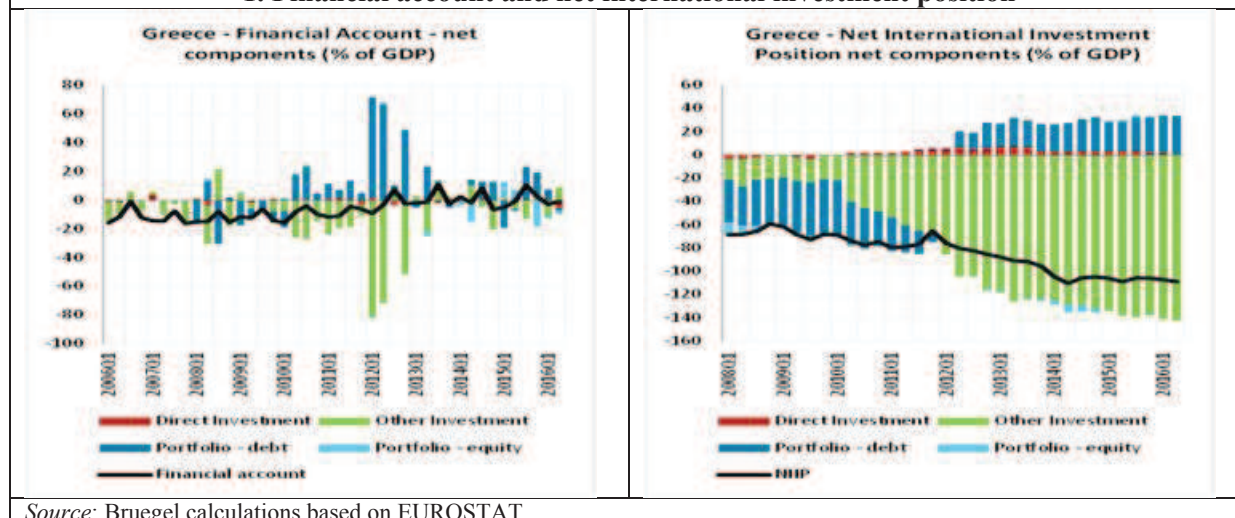 1. Financial account and net international investment position
Greece - Financial Account - net
components (% of GDP)
80
60
40
20
0
-20
-40
-60
-80
-100
2006Q1
2007Q1
2008Q1
2009Q1
2010Q1
2011Q1
2012Q1
2013Q1
2014Q1
2015Q1
2016Q1
Direct Investment
Other Investment
Portfolio - debt
Portfolio - equity
Financial account
Greece - Net International Investment
Position net components (% of GDP)
60
40
20
0
-20
-40
-60
-80
-100
-120
-140
-160
2008Q1
2009Q1
2010Q1
2011Q1
2012Q1
2013Q1
2014Q1
2015Q1
2016Q1
Direct Investment
Other Investment
Portfolio - debt
Portfolio - equity
NIIP
Source: Bruegel calculations based on EUROSTAT